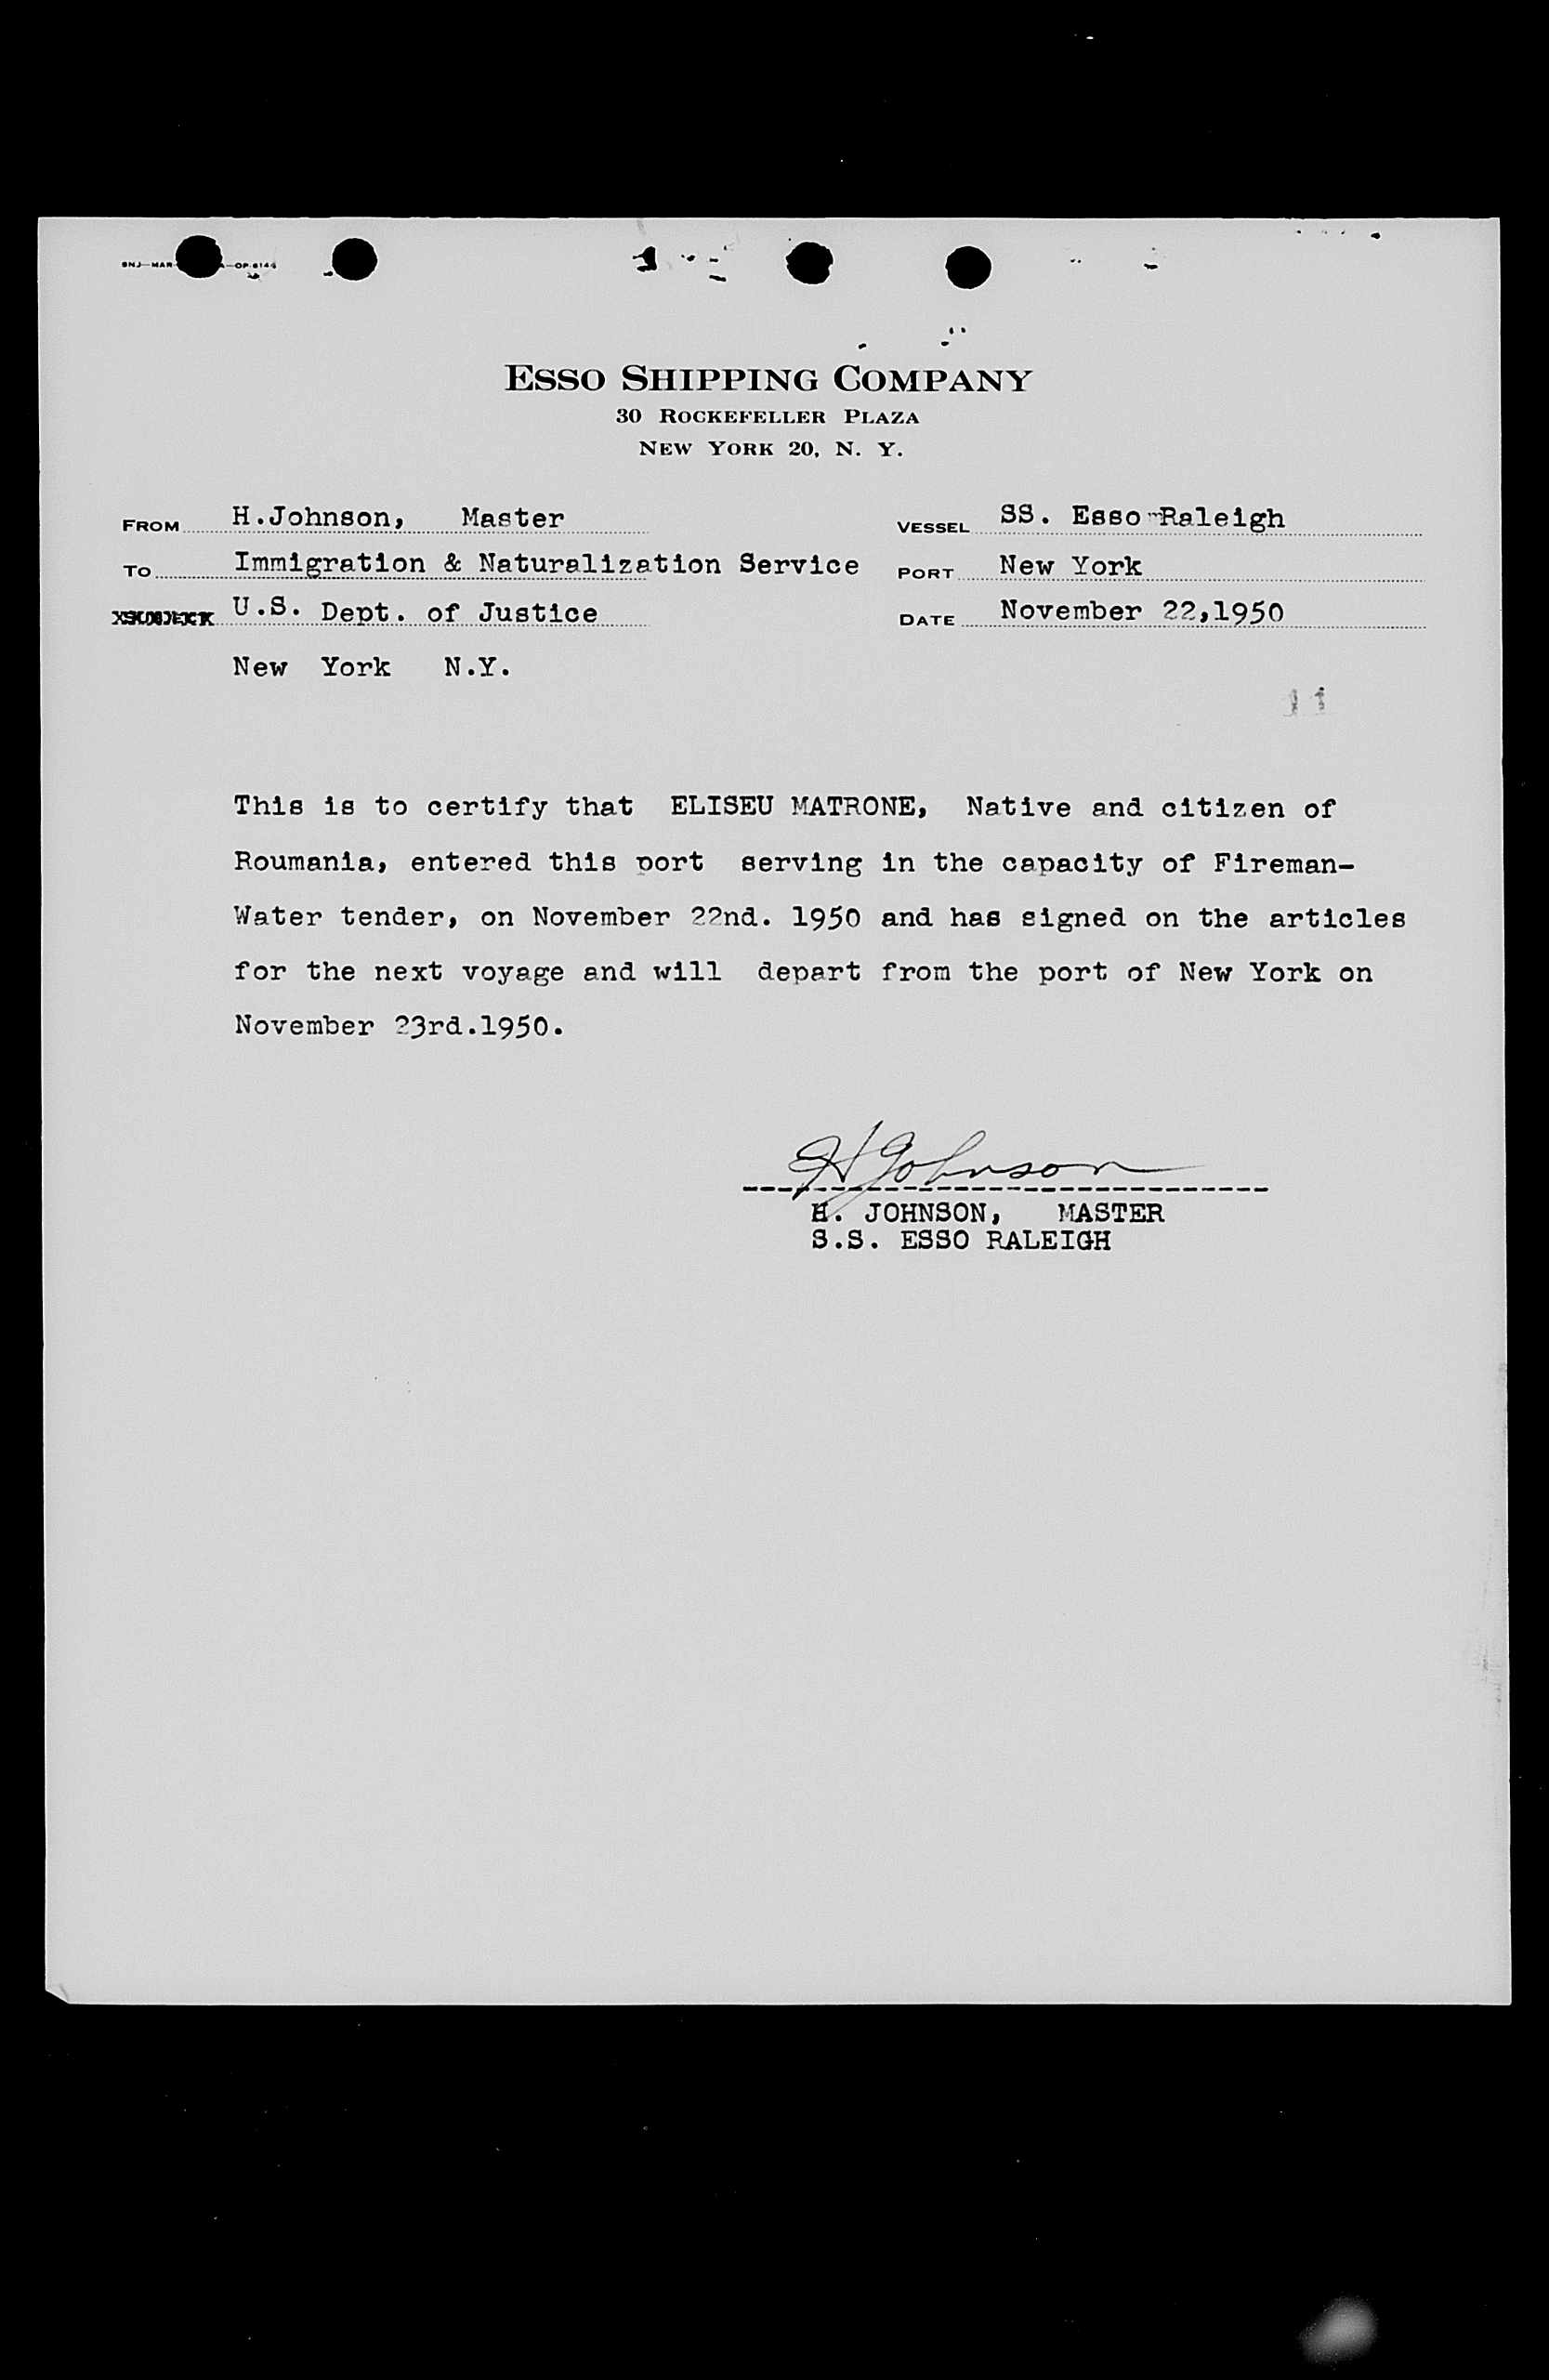 ESSO SHIPPING COMPANY
30 ROCKEFELLER PLAZA
NEW YORK 20, N. Y.
FROM H.Johnson, Master
VESSEL SS. Esso Raleigh
TO Immigration & Naturalization Service
PORT New York
U.S. Dept. of Justice
DATE November 22,1950
New York N.Y.
11
This is to certify that ELISEU MATRONE, Native and citizen of
Roumania, entered this port serving in the capacity of Fireman-
Water tender, on November 22nd. 1950 and has signed on the articles
for the next voyage and will depart from the port of New York on
November 23rd.1950.
H Johnson
H. JOHNSON, MASTER
S.S. ESSO RALEIGH